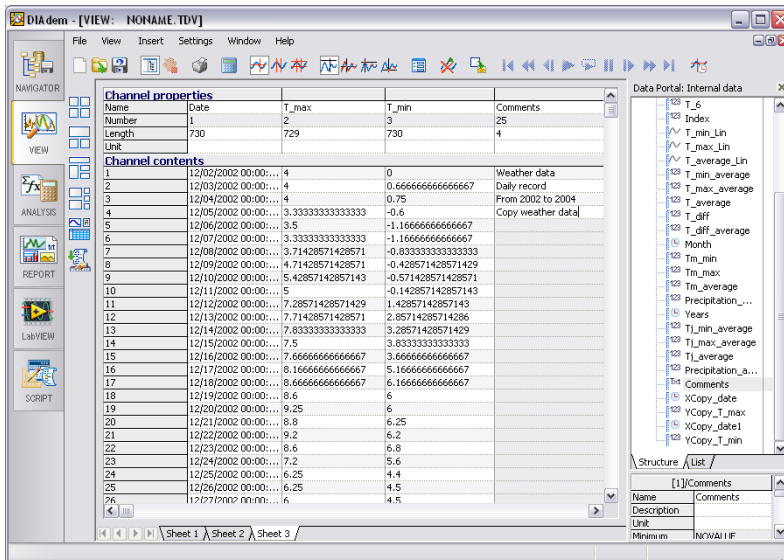 DIAdem - [VIEW: NONAME.TDV]
File View Insert Settings Window Help
NAVIGATOR
VIEW
ANALYSIS
REPORT
LabVIEW
SCRIPT
Channel properties
Name Date T_max T_min Comments
Number 1 2 3 25
Length 730 729 730 4
Unit
Channel contents
1 12/02/2002 00:00:... 4 0 Weather data
2 12/03/2002 00:00:... 4 0.666666666666667 Daily record
3 12/04/2002 00:00:... 4 0.75 From 2002 to 2004
4 12/05/2002 00:00:... 3.33333333333333 -0.6 Copy weather data
5 12/06/2002 00:00:... 3.5 -1.16666666666667
6 12/07/2002 00:00:... 3.33333333333333 -1.16666666666667
7 12/08/2002 00:00:... 3.71428571428571 -0.833333333333333
8 12/09/2002 00:00:... 4.71428571428571 -0.428571428571429
9 12/10/2002 00:00:... 5.42857142857143 -0.571428571428571
10 12/11/2002 00:00:... 5 -0.142857142857143
11 12/12/2002 00:00:... 7.28571428571429 1.42857142857143
12 12/13/2002 00:00:... 7.71428571428571 2.85714285714286
13 12/14/2002 00:00:... 7.83333333333333 3.28571428571429
14 12/15/2002 00:00:... 7.5 3.83333333333333
15 12/16/2002 00:00:... 7.66666666666667 3.66666666666667
16 12/17/2002 00:00:... 8.16666666666667 5.16666666666667
17 12/18/2002 00:00:... 8.66666666666667 6.16666666666667
18 12/19/2002 00:00:... 8.6 6
19 12/20/2002 00:00:... 9.25 6
20 12/21/2002 00:00:... 8.8 6.25
21 12/22/2002 00:00:... 9.2 6.2
22 12/23/2002 00:00:... 8.6 6.8
23 12/24/2002 00:00:... 7.2 5.6
24 12/25/2002 00:00:... 6.25 4.4
25 12/26/2002 00:00:... 6.25 4.5
26 12/27/2002 00:00:... 6 4.5
Sheet 1 Sheet 2 Sheet 3
Data Portal: Internal data
123 T_6
123 Index
T_min_Lin
T_max_Lin
T_average_Lin
123 T_min_average
123 T_max_average
123 T_average
123 T_diff
123 T_diff_average
Month
123 Tm_min
123 Tm_max
123 Tm_average
123 Precipitation_...
Years
123 Tj_min_average
123 Tj_max_average
123 Tj_average
123 Precipitation_a...
Txt Comments
XCopy_date
123 YCopy_T_max
XCopy_date1
123 YCopy_T_min
Structure List
[1]/Comments
Name Comments
Description
Unit
Minimum NOVALUE